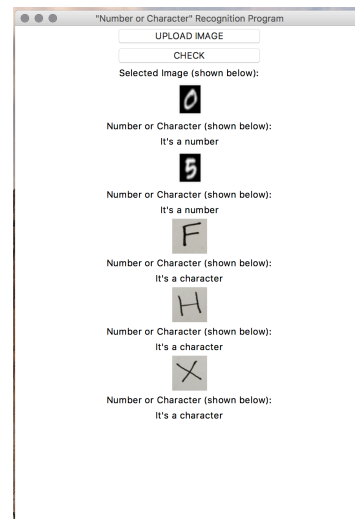 "Number or Character" Recognition Program
UPLOAD IMAGE
CHECK
Selected Image (shown below):
0
Number or Character (shown below):
It's a number
5
Number or Character (shown below):
It's a number
F
Number or Character (shown below):
It's a character
H
Number or Character (shown below):
It's a character
X
Number or Character (shown below):
It's a character